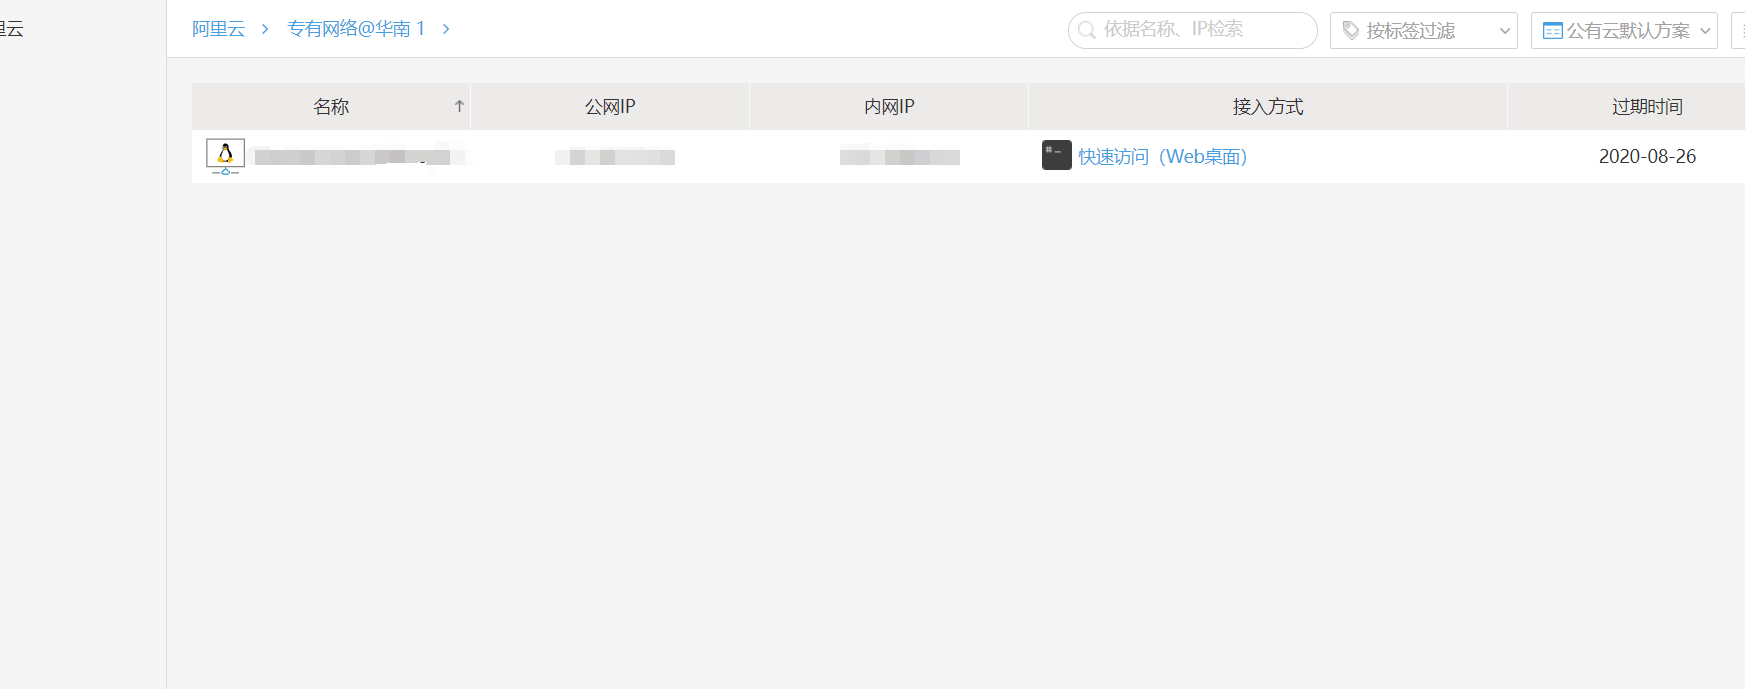 里云
阿里云 > 专有网络@华南 1 >
依据名称、IP检索
按标签过滤
公有云默认方案
名称 ↑ 公网IP 内网IP 接入方式 过期时间
快速访问（Web桌面） 2020-08-26